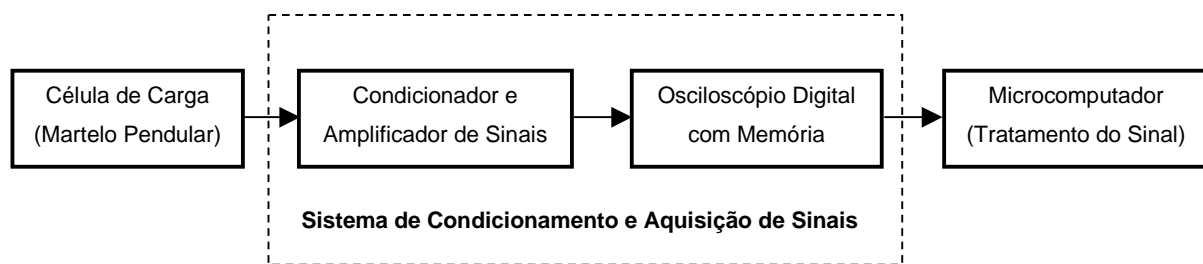 Célula de Carga
(Martelo Pendular)
Condicionador e
Amplificador de Sinais
Osciloscópio Digital
com Memória
Microcomputador
(Tratamento do Sinal)
Sistema de Condicionamento e Aquisição de Sinais